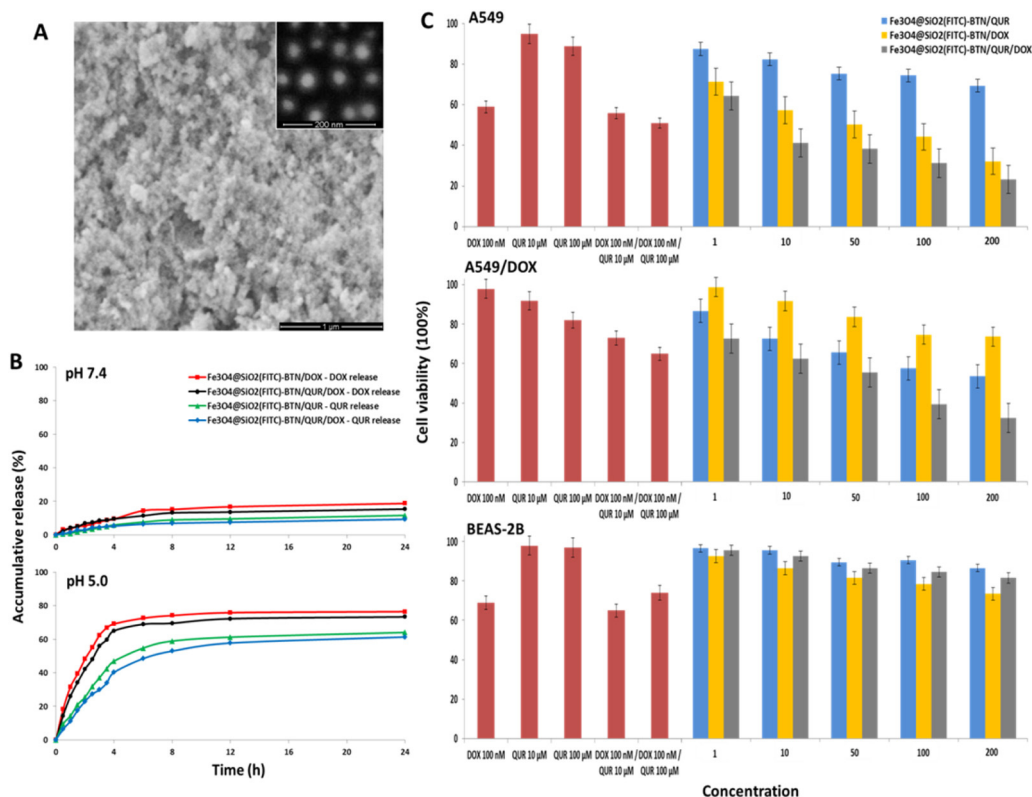 A
200 nm
1 µm
B
pH 7.4
Fe3O4@SiO2(FITC)-BTN/DOX - DOX release
Fe3O4@SiO2(FITC)-BTN/QUR/DOX - DOX release
Fe3O4@SiO2(FITC)-BTN/QUR - QUR release
Fe3O4@SiO2(FITC)-BTN/QUR/DOX - QUR release
100
80
60
40
20
0
0 4 8 12 16 20 24
pH 5.0
100
80
60
40
20
0
0 4 8 12 16 20 24
Accumulative release (%)
Time (h)
C
A549
Fe3O4@SiO2(FITC)-BTN/QUR
Fe3O4@SiO2(FITC)-BTN/DOX
Fe3O4@SiO2(FITC)-BTN/QUR/DOX
100
80
60
40
20
0
DOX 100 nM QUR 10 µM QUR 100 µM DOX 100 nM / DOX 100 nM / 1 10 50 100 200
QUR 10 µM QUR 100 µM
A549/DOX
100
80
60
40
20
0
DOX 100 nM QUR 10 µM QUR 100 µM DOX 100 nM / DOX 100 nM / 1 10 50 100 200
QUR 10 µM QUR 100 µM
BEAS-2B
100
80
60
40
20
0
DOX 100 nM QUR 10 µM QUR 100 µM DOX 100 nM / DOX 100 nM / 1 10 50 100 200
QUR 10 µM QUR 100 µM
Cell viability (100%)
Concentration